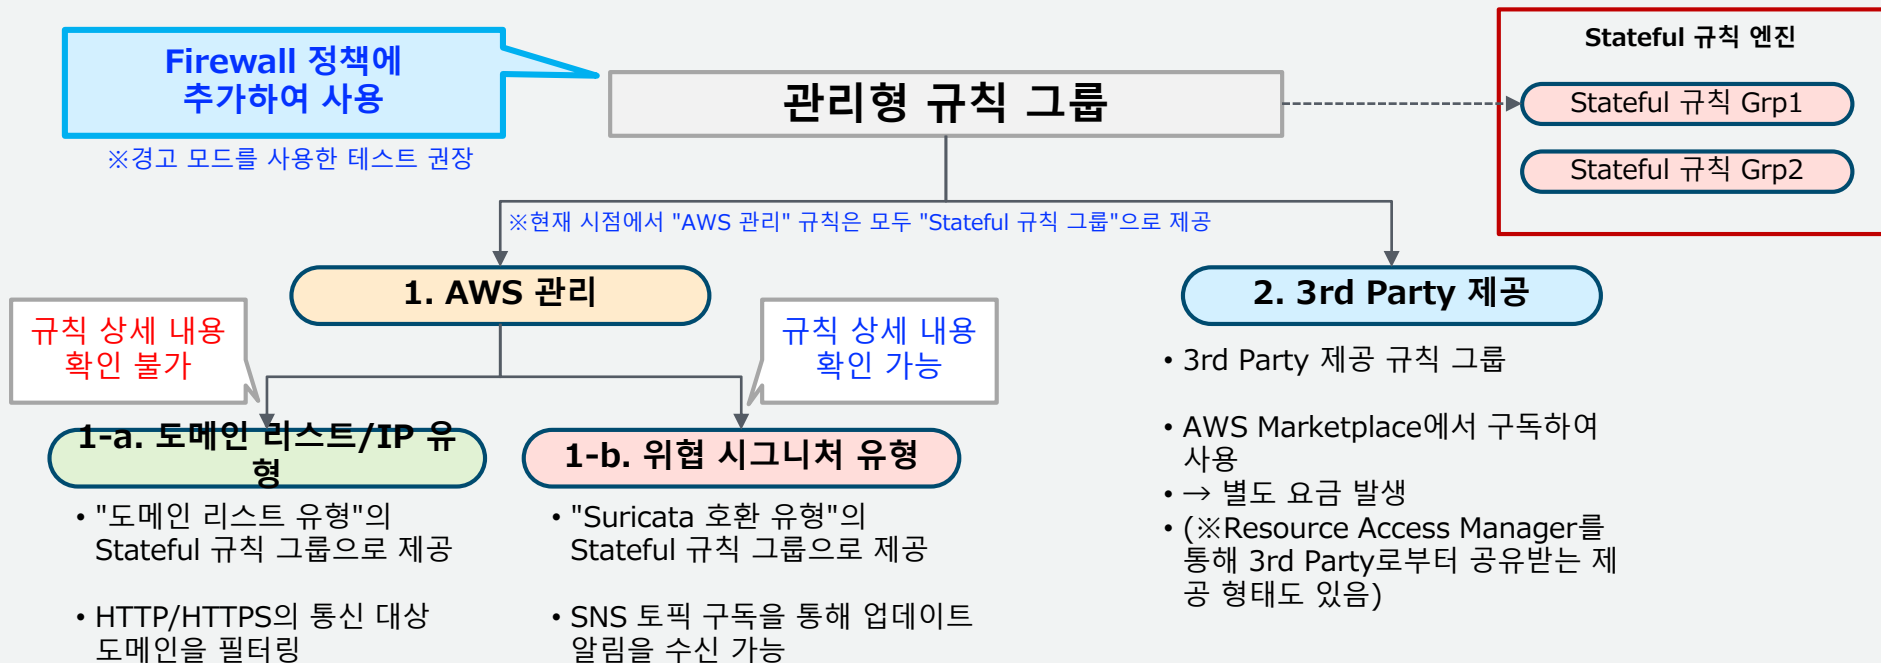 Firewall 정책에
추가하여 사용
※경고 모드를 사용한 테스트 권장
관리형 규칙 그룹
Stateful 규칙 엔진
Stateful 규칙 Grp1
Stateful 규칙 Grp2
※현재 시점에서 "AWS 관리" 규칙은 모두 "Stateful 규칙 그룹"으로 제공
1. AWS 관리
규칙 상세 내용
확인 불가
규칙 상세 내용
확인 가능
1-a. 도메인 리스트/IP 유
형
• "도메인 리스트 유형"의
Stateful 규칙 그룹으로 제공
• HTTP/HTTPS의 통신 대상
도메인을 필터링
1-b. 위협 시그니처 유형
• "Suricata 호환 유형"의
Stateful 규칙 그룹으로 제공
• SNS 토픽 구독을 통해 업데이트
알림을 수신 가능
2. 3rd Party 제공
• 3rd Party 제공 규칙 그룹
• AWS Marketplace에서 구독하여
사용
• → 별도 요금 발생
• (※Resource Access Manager를
통해 3rd Party로부터 공유받는 제
공 형태도 있음)